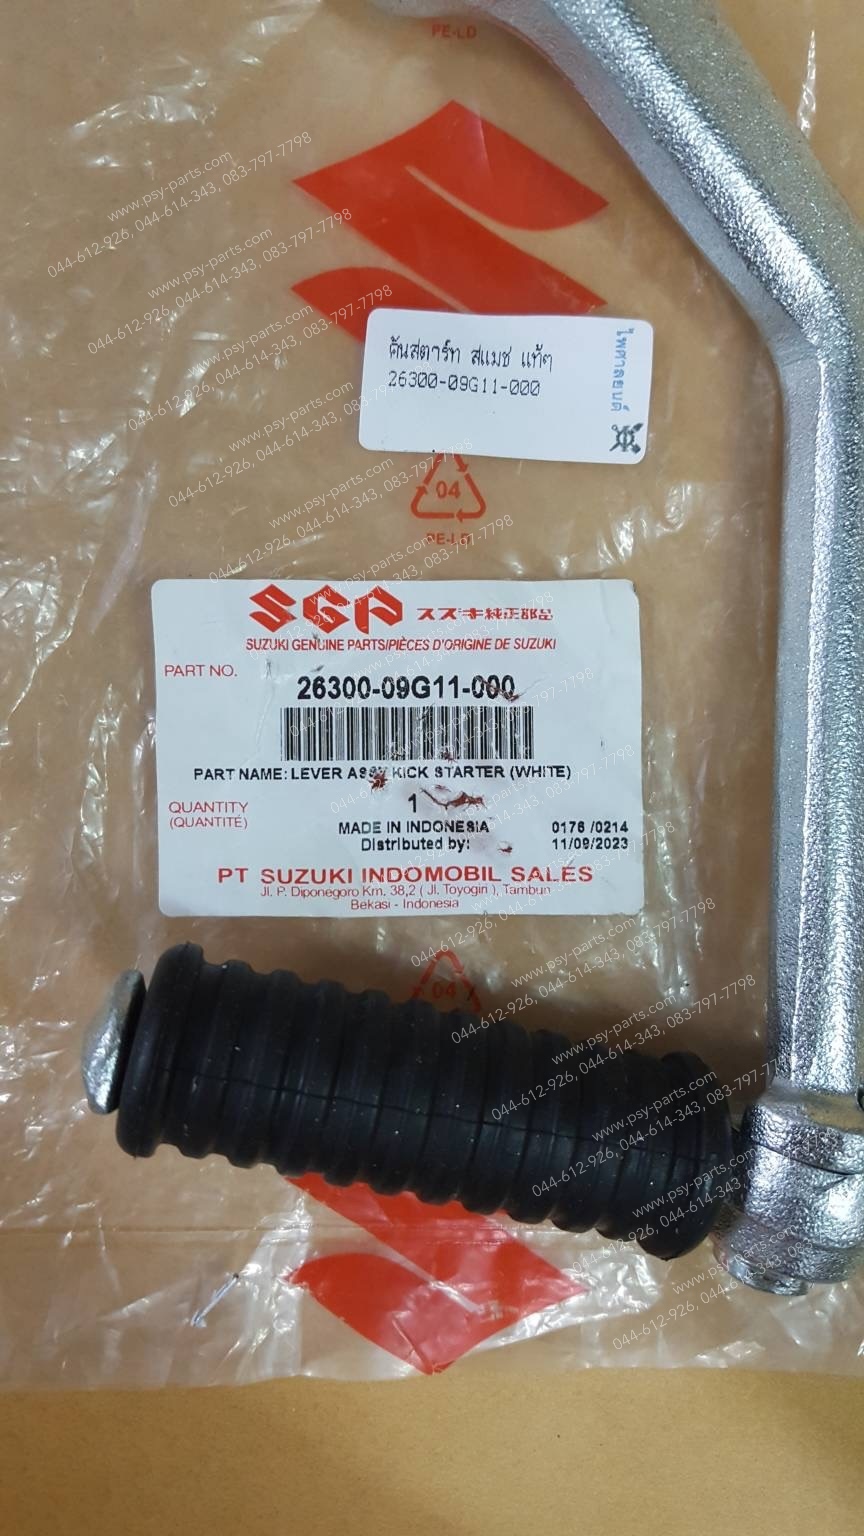 PE-LD
คันสตาร์ท สแมช แท้ๆ
26300-09G11-000
ไพศาลยนต์
04
PE-LD
SGP スズキ純正部品
SUZUKI GENUINE PARTS/PIÈCES D'ORIGINE DE SUZUKI
PART NO.
26300-09G11-000
PART NAME: LEVER ASSY KICK STARTER (WHITE)
QUANTITY
(QUANTITÉ)
1
MADE IN INDONESIA 0176 /0214
Distributed by: 11/09/2023
PT SUZUKI INDOMOBIL SALES
Jl. P. Diponegoro Km. 38,2 ( Jl. Toyogiri ), Tambun
Bekasi - Indonesia
04
www.psy-parts.com
044-612-926, 044-614-343, 083-797-7798